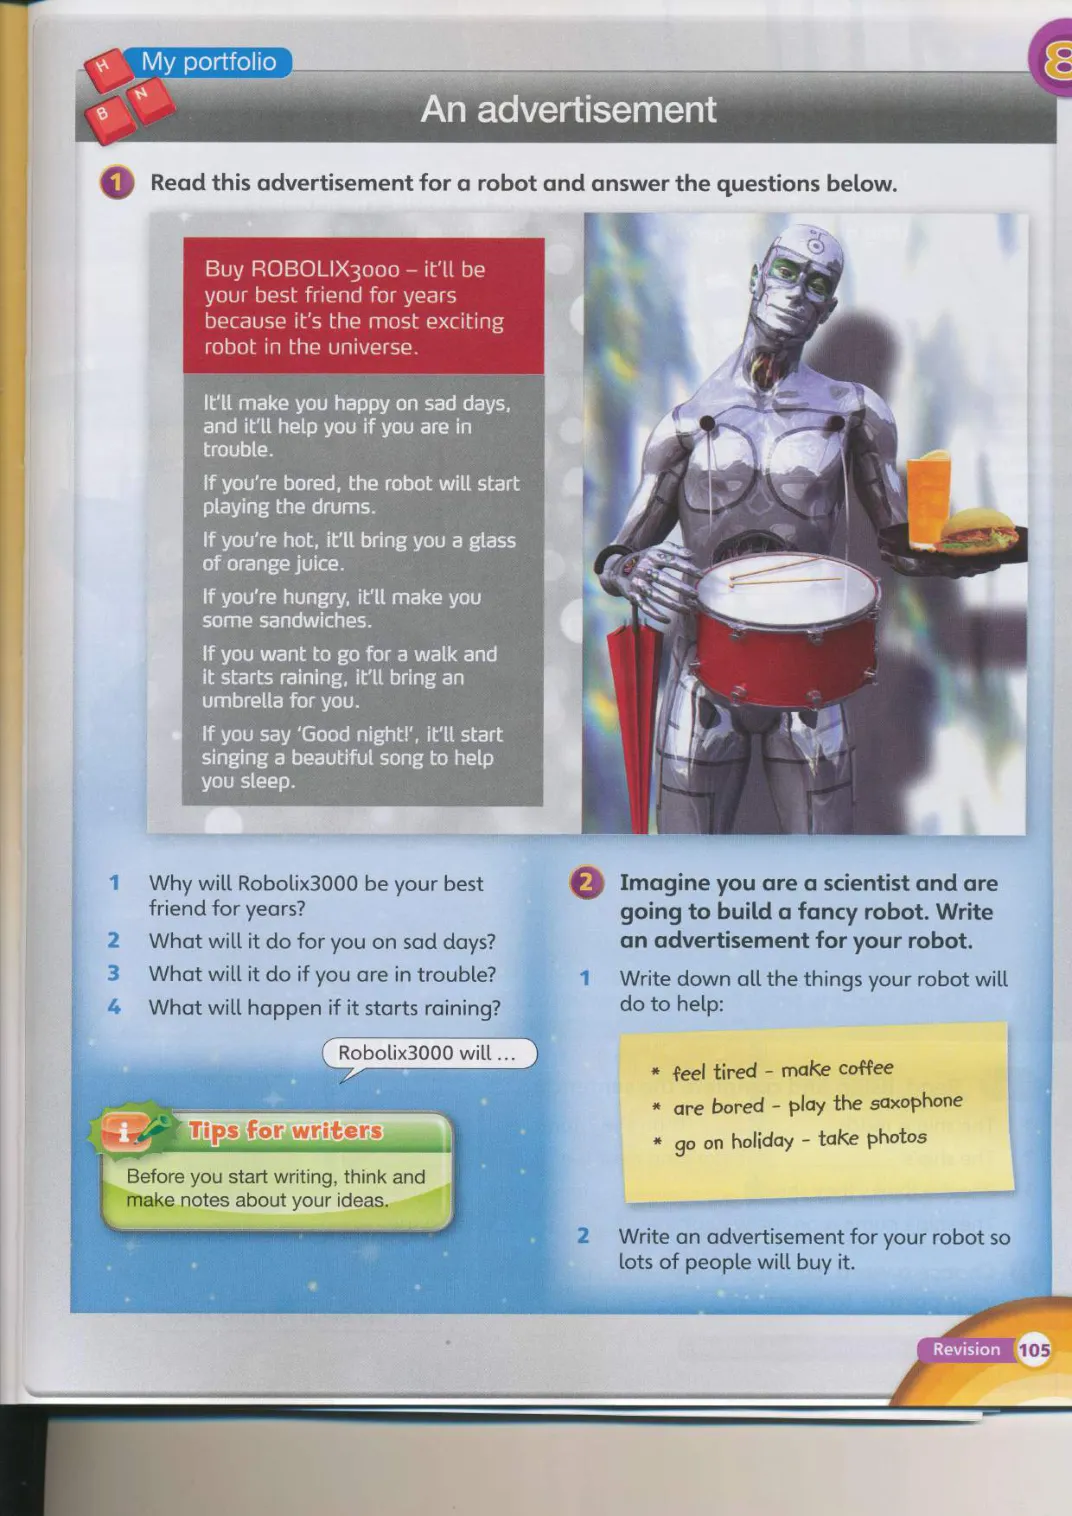 H
B
N
My portfolio
8
An advertisement
1 Read this advertisement for a robot and answer the questions below.
Buy ROBOLIX3000 – it'll be
your best friend for years
because it's the most exciting
robot in the universe.
It'll make you happy on sad days,
and it'll help you if you are in
trouble.
If you're bored, the robot will start
playing the drums.
If you're hot, it'll bring you a glass
of orange juice.
If you're hungry, it'll make you
some sandwiches.
If you want to go for a walk and
it starts raining, it'll bring an
umbrella for you.
If you say 'Good night!', it'll start
singing a beautiful song to help
you sleep.
1 Why will Robolix3000 be your best
friend for years?
2 What will it do for you on sad days?
3 What will it do if you are in trouble?
4 What will happen if it starts raining?
Robolix3000 will ...
i Tips for writers
Before you start writing, think and
make notes about your ideas.
2 Imagine you are a scientist and are
going to build a fancy robot. Write
an advertisement for your robot.
1 Write down all the things your robot will
do to help:
* feel tired - make coffee
* are bored - play the saxophone
* go on holiday - take photos
2 Write an advertisement for your robot so
lots of people will buy it.
Revision 105